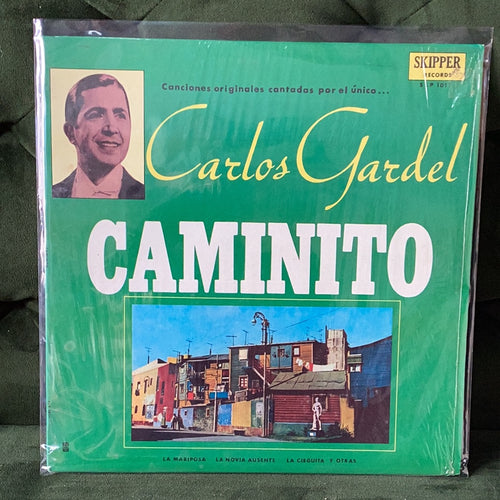 SKIPPER
RECORDS
Canciones originales cantadas por el único...
Carlos Gardel
CAMINITO
LA MARIPOSA LA NOVIA AUSENTE LA CIEGUITA Y OTRAS